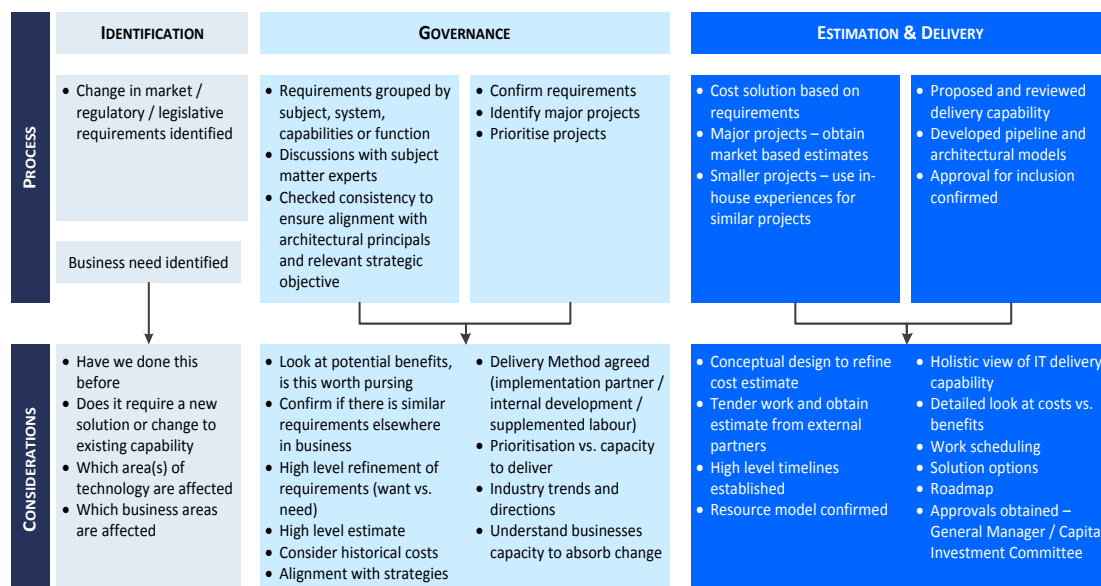 IDENTIFICATION
GOVERNANCE
ESTIMATION & DELIVERY
PROCESS
• Change in market /
regulatory / legislative
requirements identified
Business need identified
• Requirements grouped by
subject, system,
capabilities or function
• Discussions with subject
matter experts
• Checked consistency to
ensure alignment with
architectural principals
and relevant strategic
objective
• Confirm requirements
• Identify major projects
• Prioritise projects
• Cost solution based on
requirements
• Major projects – obtain
market based estimates
• Smaller projects – use in-
house experiences for
similar projects
• Proposed and reviewed
delivery capability
• Developed pipeline and
architectural models
• Approval for inclusion
confirmed
CONSIDERATIONS
• Have we done this
before
• Does it require a new
solution or change to
existing capability
• Which area(s) of
technology are affected
• Which business areas
are affected
• Look at potential benefits,
is this worth pursing
• Confirm if there is similar
requirements elsewhere
in business
• High level refinement of
requirements (want vs.
need)
• High level estimate
• Consider historical costs
• Alignment with strategies
• Delivery Method agreed
(implementation partner /
internal development /
supplemented labour)
• Prioritisation vs. capacity
to deliver
• Industry trends and
directions
• Understand businesses
capacity to absorb change
• Conceptual design to refine
cost estimate
• Tender work and obtain
estimate from external
partners
• High level timelines
established
• Resource model confirmed
• Holistic view of IT delivery
capability
• Detailed look at costs vs.
benefits
• Work scheduling
• Solution options
• Roadmap
• Approvals obtained –
General Manager / Capital
Investment Committee